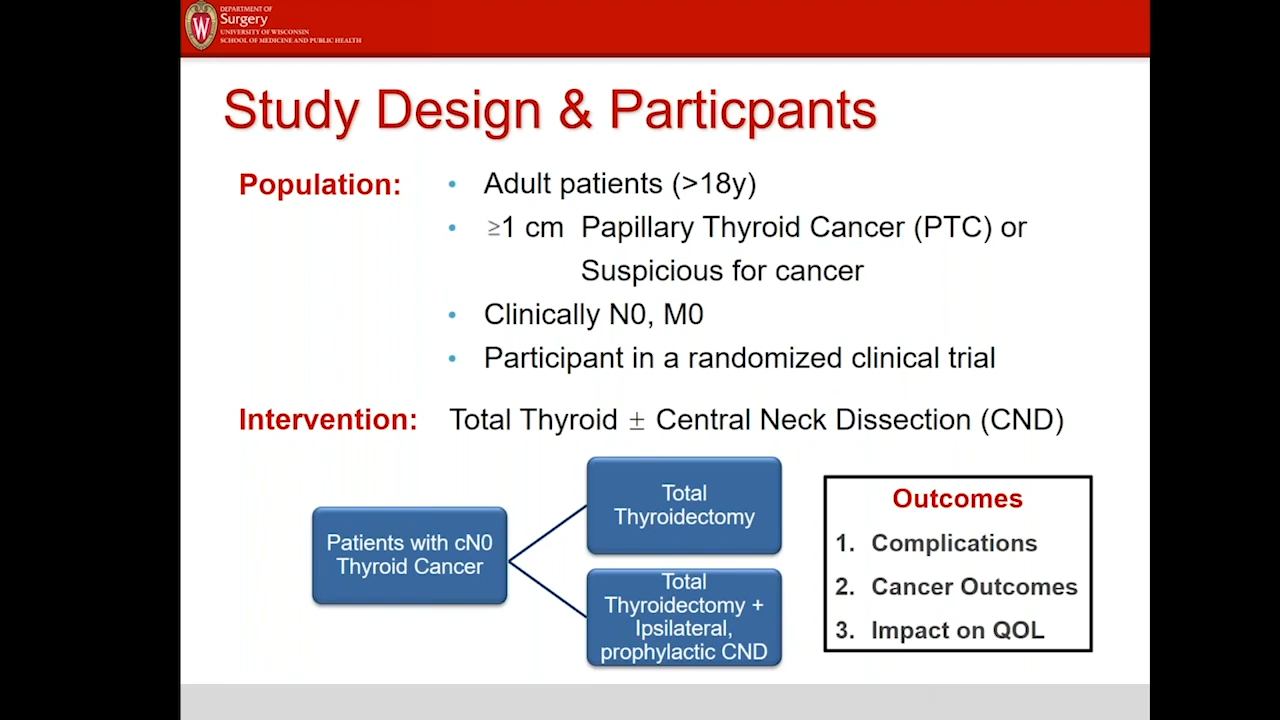 DEPARTMENT OF
Surgery
UNIVERSITY OF WISCONSIN
SCHOOL OF MEDICINE AND PUBLIC HEALTH
Study Design & Particpants
Population:
• Adult patients (>18y)
• ≥1 cm Papillary Thyroid Cancer (PTC) or
Suspicious for cancer
• Clinically N0, M0
• Participant in a randomized clinical trial
Intervention: Total Thyroid ± Central Neck Dissection (CND)
Patients with cN0
Thyroid Cancer
Total
Thyroidectomy
Total
Thyroidectomy +
Ipsilateral,
prophylactic CND
Outcomes
1. Complications
2. Cancer Outcomes
3. Impact on QOL